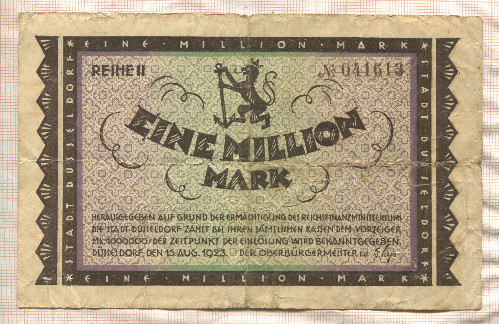 EINE · MILLION · MARK
STADT DÜSSELDORF
STADT DÜSSELDORF
REIHE II
No 041613
EINE MILLION
MARK
HERAUSGEGEBEN AUF GRUND DER ERMÄCHTIGUNG DES REICHSFINANZMINISTERIUMS
DIE STADT DÜSSELDORF ZAHLT BEI IHREN SÄMTLICHEN KASSEN DEM VORZEIGER
MK. 1000000/ DER ZEITPUNKT DER EINLÖSUNG WIRD BEKANNTGEGEBEN.
DÜSSELDORF, DEN 15. AUG. 1923. DER OBERBÜRGERMEISTER
EINE MILLION MARK